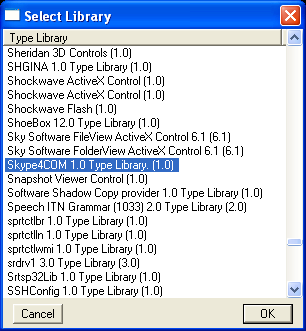 Select Library
Type Library
Sheridan 3D Controls (1.0)
SHGINA 1.0 Type Library (1.0)
Shockwave ActiveX Control (1.0)
Shockwave ActiveX Control (1.0)
Shockwave Flash (1.0)
ShoeBox 12.0 Type Library (1.0)
Sky Software FileView ActiveX Control 6.1 (6.1)
Sky Software FolderView ActiveX Control 6.1 (6.1)
Skype4COM 1.0 Type Library. (1.0)
Snapshot Viewer Control (1.0)
Software Shadow Copy provider 1.0 Type Library (1.0)
Speech ITN Grammar (1033) 2.0 Type Library (2.0)
sprtctlbr 1.0 Type Library (1.0)
sprtctlln 1.0 Type Library (1.0)
sprtctlwmi 1.0 Type Library (1.0)
srdrv1 3.0 Type Library (3.0)
Srtsp32Lib 1.0 Type Library (1.0)
SSHConfig 1.0 Type Library (1.0)
Cancel
OK